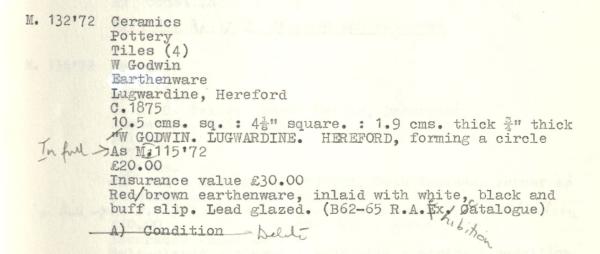 M. 132'72 Ceramics
Pottery
Tiles (4)
W Godwin
Earthenware
Lugwardine, Hereford
C.1875
10.5 cms. sq. : 4⅛" square. : 1.9 cms. thick ¾" thick
"W GODWIN. LUGWARDINE. HEREFORD, forming a circle
In full → As M.115'72
£20.00
Insurance value £30.00
Red/brown earthenware, inlaid with white, black and
buff slip. Lead glazed. (B62-65 R.A.Ex. Catalogue)
hibition
A) Condition Delete